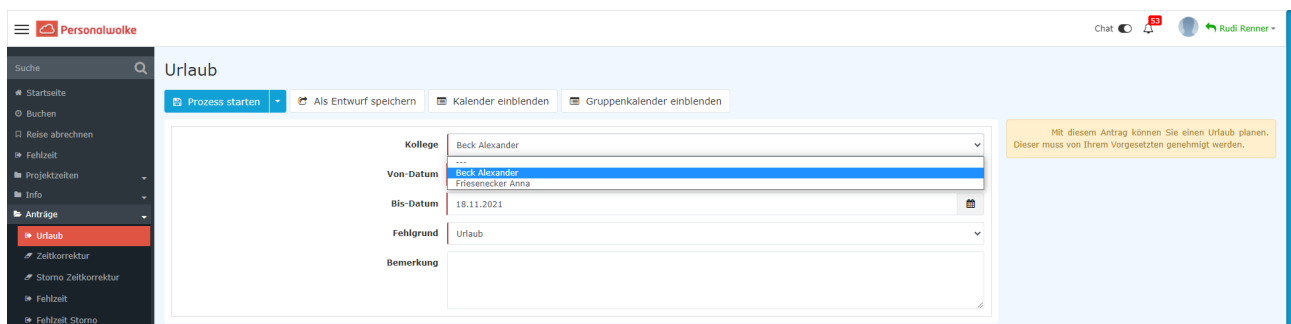 Personalwolke
Chat
53
Rudi Renner
Suche
Startseite
Buchen
Reise abrechnen
Fehlzeit
Projektzeiten
Info
Anträge
Urlaub
Zeitkorrektur
Storno Zeitkorrektur
Fehlzeit
Fehlzeit Storno
Urlaub
Prozess starten
Als Entwurf speichern
Kalender einblenden
Gruppenkalender einblenden
Kollege
Beck Alexander
---
Beck Alexander
Friesenecker Anna
Von-Datum
Bis-Datum
18.11.2021
Fehlgrund
Urlaub
Bemerkung
Mit diesem Antrag können Sie einen Urlaub planen.
Dieser muss von Ihrem Vorgesetzten genehmigt werden.